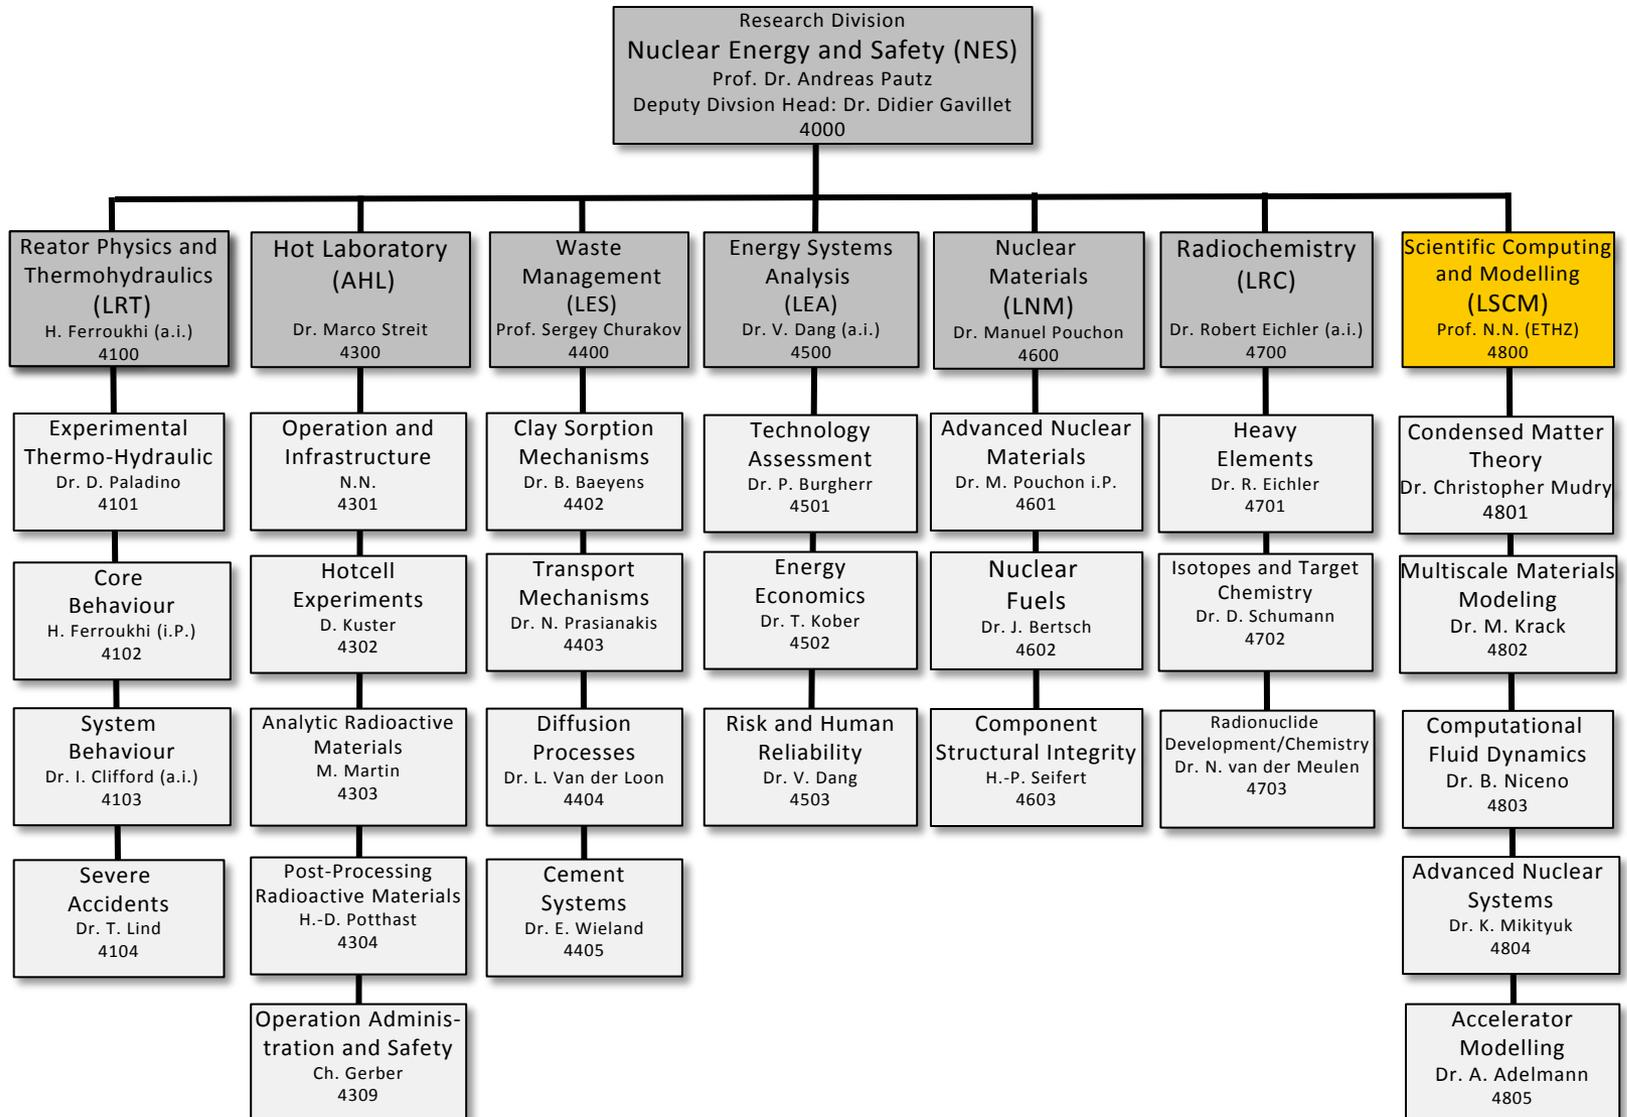 Research Division
Nuclear Energy and Safety (NES)
Prof. Dr. Andreas Pautz
Deputy Divsion Head: Dr. Didier Gavillet
4000
Reator Physics and
Thermohydraulics
(LRT)
H. Ferroukhi (a.i.)
4100
Hot Laboratory
(AHL)
Dr. Marco Streit
4300
Waste
Management
(LES)
Prof. Sergey Churakov
4400
Energy Systems
Analysis
(LEA)
Dr. V. Dang (a.i.)
4500
Nuclear
Materials
(LNM)
Dr. Manuel Pouchon
4600
Radiochemistry
(LRC)
Dr. Robert Eichler (a.i.)
4700
Scientific Computing
and Modelling
(LSCM)
Prof. N.N. (ETHZ)
4800
Experimental
Thermo-Hydraulic
Dr. D. Paladino
4101
Operation and
Infrastructure
N.N.
4301
Clay Sorption
Mechanisms
Dr. B. Baeyens
4402
Technology
Assessment
Dr. P. Burgherr
4501
Advanced Nuclear
Materials
Dr. M. Pouchon i.P.
4601
Heavy
Elements
Dr. R. Eichler
4701
Condensed Matter
Theory
Dr. Christopher Mudry
4801
Core
Behaviour
H. Ferroukhi (i.P.)
4102
Hotcell
Experiments
D. Kuster
4302
Transport
Mechanisms
Dr. N. Prasianakis
4403
Energy
Economics
Dr. T. Kober
4502
Nuclear
Fuels
Dr. J. Bertsch
4602
Isotopes and Target
Chemistry
Dr. D. Schumann
4702
Multiscale Materials
Modeling
Dr. M. Krack
4802
System
Behaviour
Dr. I. Clifford (a.i.)
4103
Analytic Radioactive
Materials
M. Martin
4303
Diffusion
Processes
Dr. L. Van der Loon
4404
Risk and Human
Reliability
Dr. V. Dang
4503
Component
Structural Integrity
H.-P. Seifert
4603
Radionuclide
Development/Chemistry
Dr. N. van der Meulen
4703
Computational
Fluid Dynamics
Dr. B. Niceno
4803
Severe
Accidents
Dr. T. Lind
4104
Post-Processing
Radioactive Materials
H.-D. Potthast
4304
Cement
Systems
Dr. E. Wieland
4405
Advanced Nuclear
Systems
Dr. K. Mikityuk
4804
Operation Adminis-
tration and Safety
Ch. Gerber
4309
Accelerator
Modelling
Dr. A. Adelmann
4805